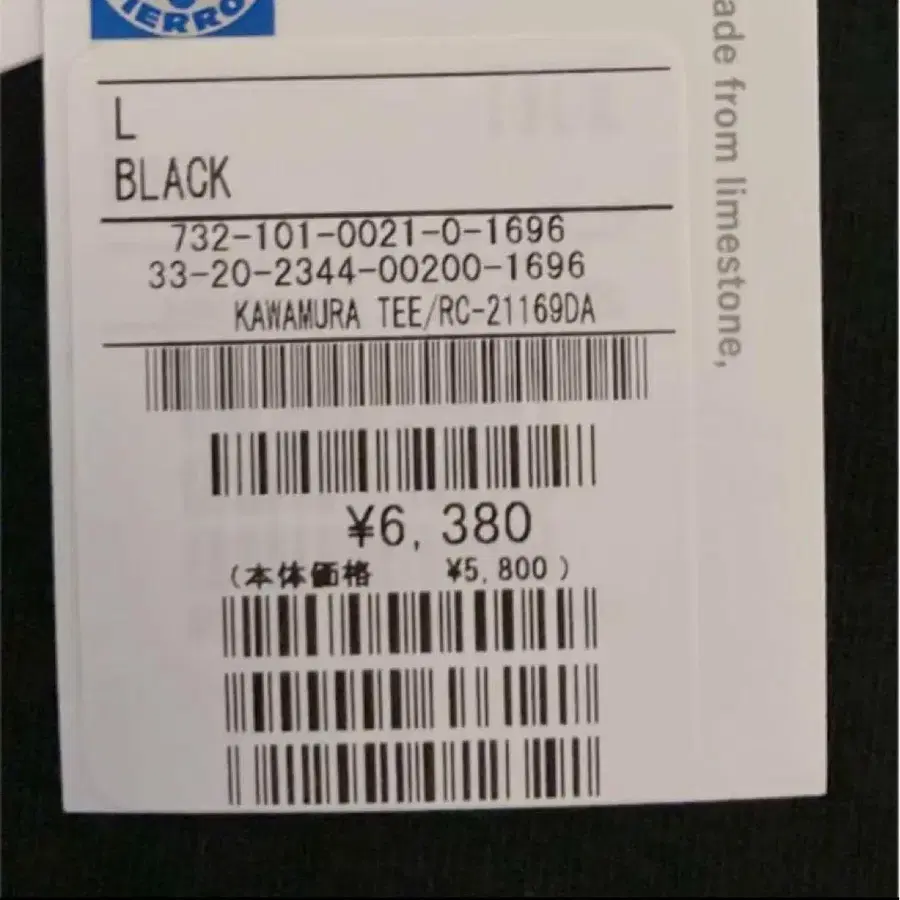 L
BLACK
732-101-0021-0-1696
33-20-2344-00200-1696
KAWAMURA TEE/RC-21169DA
¥6,380
(本体価格 ¥5,800)
from limestone,